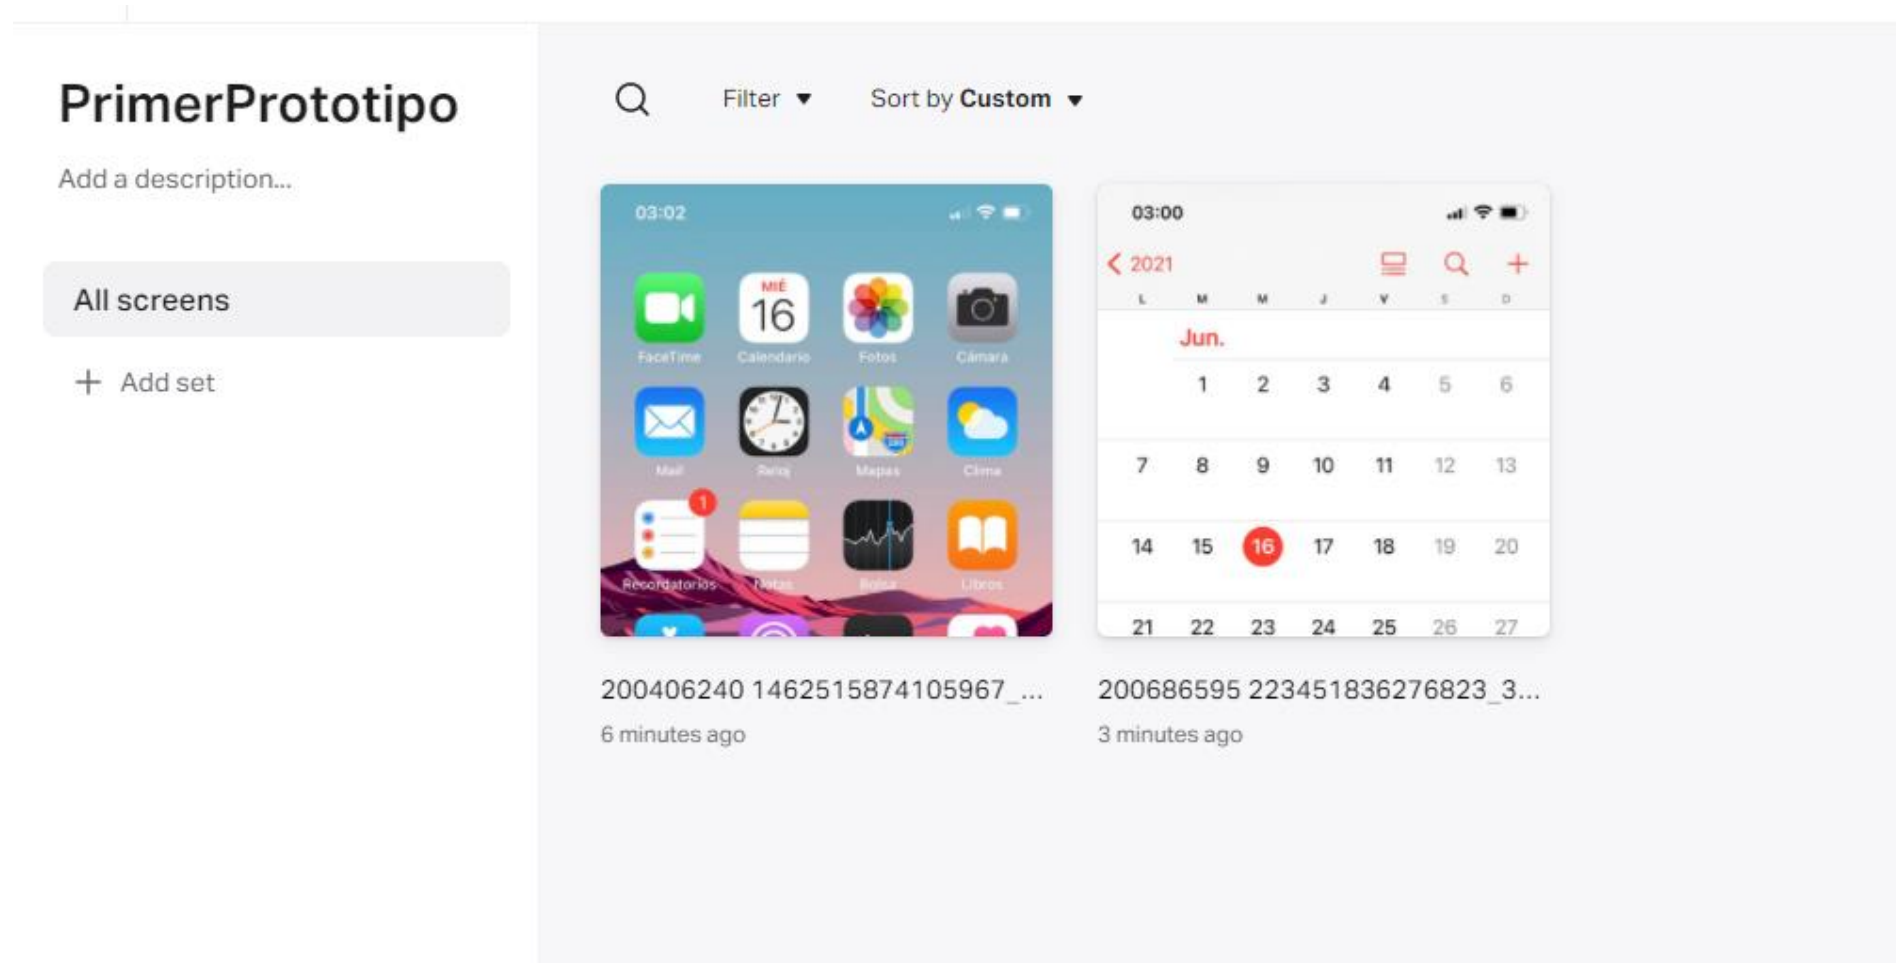 PrimerPrototipo
Add a description...
All screens
+ Add set
Filter
Sort by Custom
03:02
MIÉ
16
FaceTime Calendario Fotos Cámara
Mail Reloj Mapas Clima
1
Recordatorios Notas Bolsa Libros
200406240 1462515874105967_...
6 minutes ago
03:00
2021
L M M J V S D
Jun.
1 2 3 4 5 6
7 8 9 10 11 12 13
14 15 16 17 18 19 20
21 22 23 24 25 26 27
200686595 223451836276823_3...
3 minutes ago